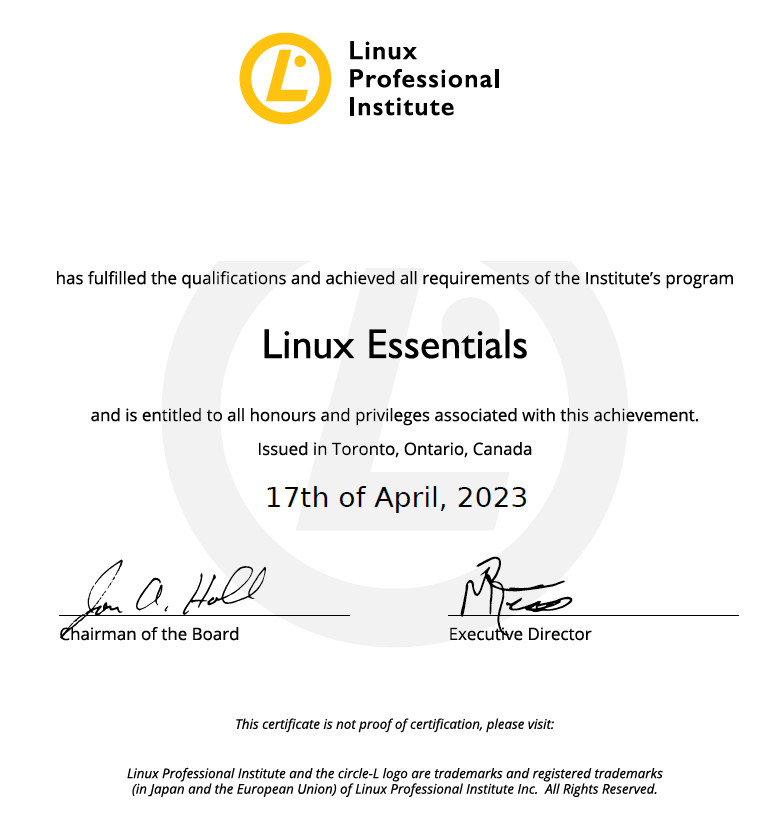 Linux
Professional
Institute
has fulfilled the qualifications and achieved all requirements of the Institute's program
Linux Essentials
and is entitled to all honours and privileges associated with this achievement.
Issued in Toronto, Ontario, Canada
17th of April, 2023
Jon A. Hall
Chairman of the Board
Executive Director
This certificate is not proof of certification, please visit:
Linux Professional Institute and the circle-L logo are trademarks and registered trademarks
(in Japan and the European Union) of Linux Professional Institute Inc. All Rights Reserved.